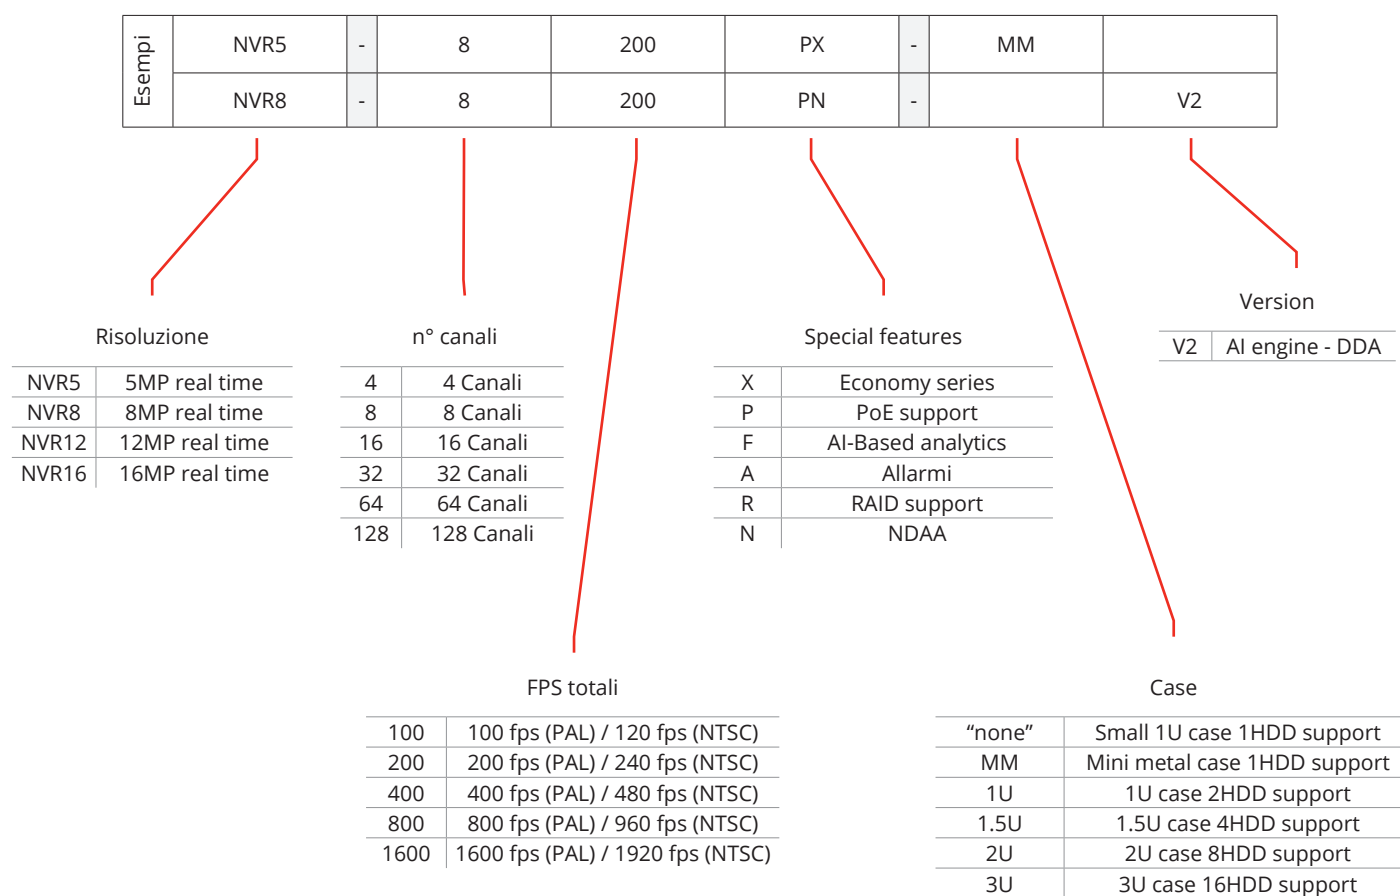 Esempi
NVR5 - 8 200 PX - MM
NVR8 - 8 200 PN - V2
Risoluzione
NVR5 5MP real time
NVR8 8MP real time
NVR12 12MP real time
NVR16 16MP real time
n° canali
4 4 Canali
8 8 Canali
16 16 Canali
32 32 Canali
64 64 Canali
128 128 Canali
Special features
X Economy series
P PoE support
F AI-Based analytics
A Allarmi
R RAID support
N NDAA
Version
V2 AI engine - DDA
FPS totali
100 100 fps (PAL) / 120 fps (NTSC)
200 200 fps (PAL) / 240 fps (NTSC)
400 400 fps (PAL) / 480 fps (NTSC)
800 800 fps (PAL) / 960 fps (NTSC)
1600 1600 fps (PAL) / 1920 fps (NTSC)
Case
“none” Small 1U case 1HDD support
MM Mini metal case 1HDD support
1U 1U case 2HDD support
1.5U 1.5U case 4HDD support
2U 2U case 8HDD support
3U 3U case 16HDD support